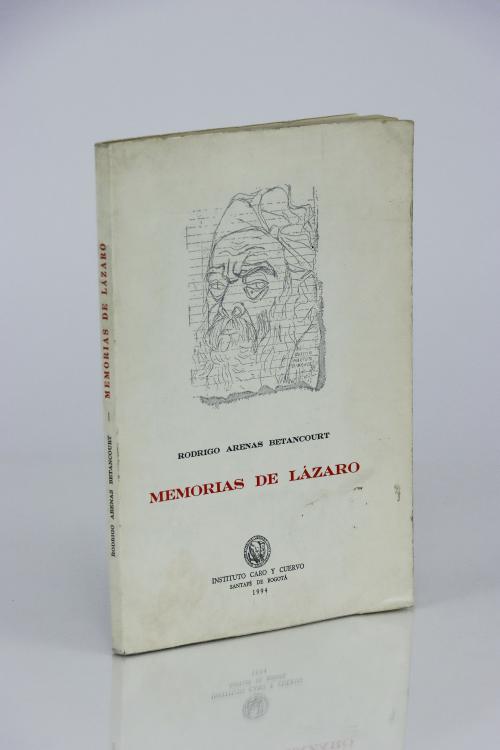 RODRIGO ARENAS BETANCOURT
MEMORIAS DE LÁZARO
INSTITUTO CARO Y CUERVO
SANTAFÉ DE BOGOTÁ
1994
RODRIGO ARENAS BETANCOURT — MEMORIAS DE LÁZARO